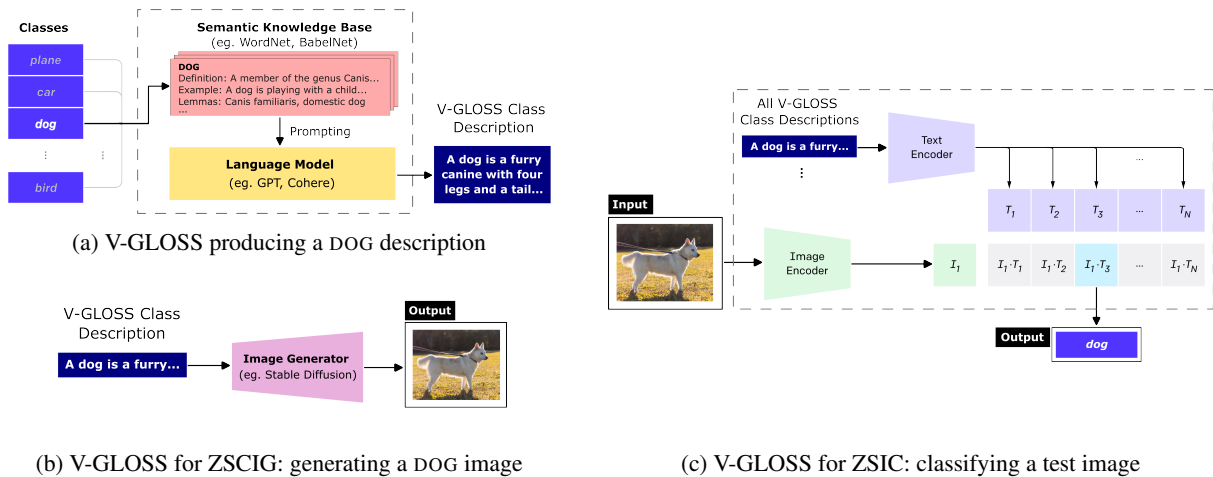 Classes
plane
car
dog
⋮ ⋮
bird
Semantic Knowledge Base
(eg. WordNet, BabelNet)
DOG
Definition: A member of the genus Canis...
Example: A dog is playing with a child...
Lemmas: Canis familiaris, domestic dog
...
Prompting
Language Model
(eg. GPT, Cohere)
V-GLOSS Class
Description
A dog is a furry
canine with four
legs and a tail...
(a) V-GLOSS producing a DOG description
V-GLOSS Class
Description
A dog is a furry...
Image Generator
(eg. Stable Diffusion)
Output
(b) V-GLOSS for ZSCIG: generating a DOG image
All V-GLOSS
Class Descriptions
A dog is a furry...
⋮
Text
Encoder
...
T1 T2 T3 ... TN
Input
Image
Encoder
I1
I1·T1 I1·T2 I1·T3 ... I1·TN
Output
dog
(c) V-GLOSS for ZSIC: classifying a test image